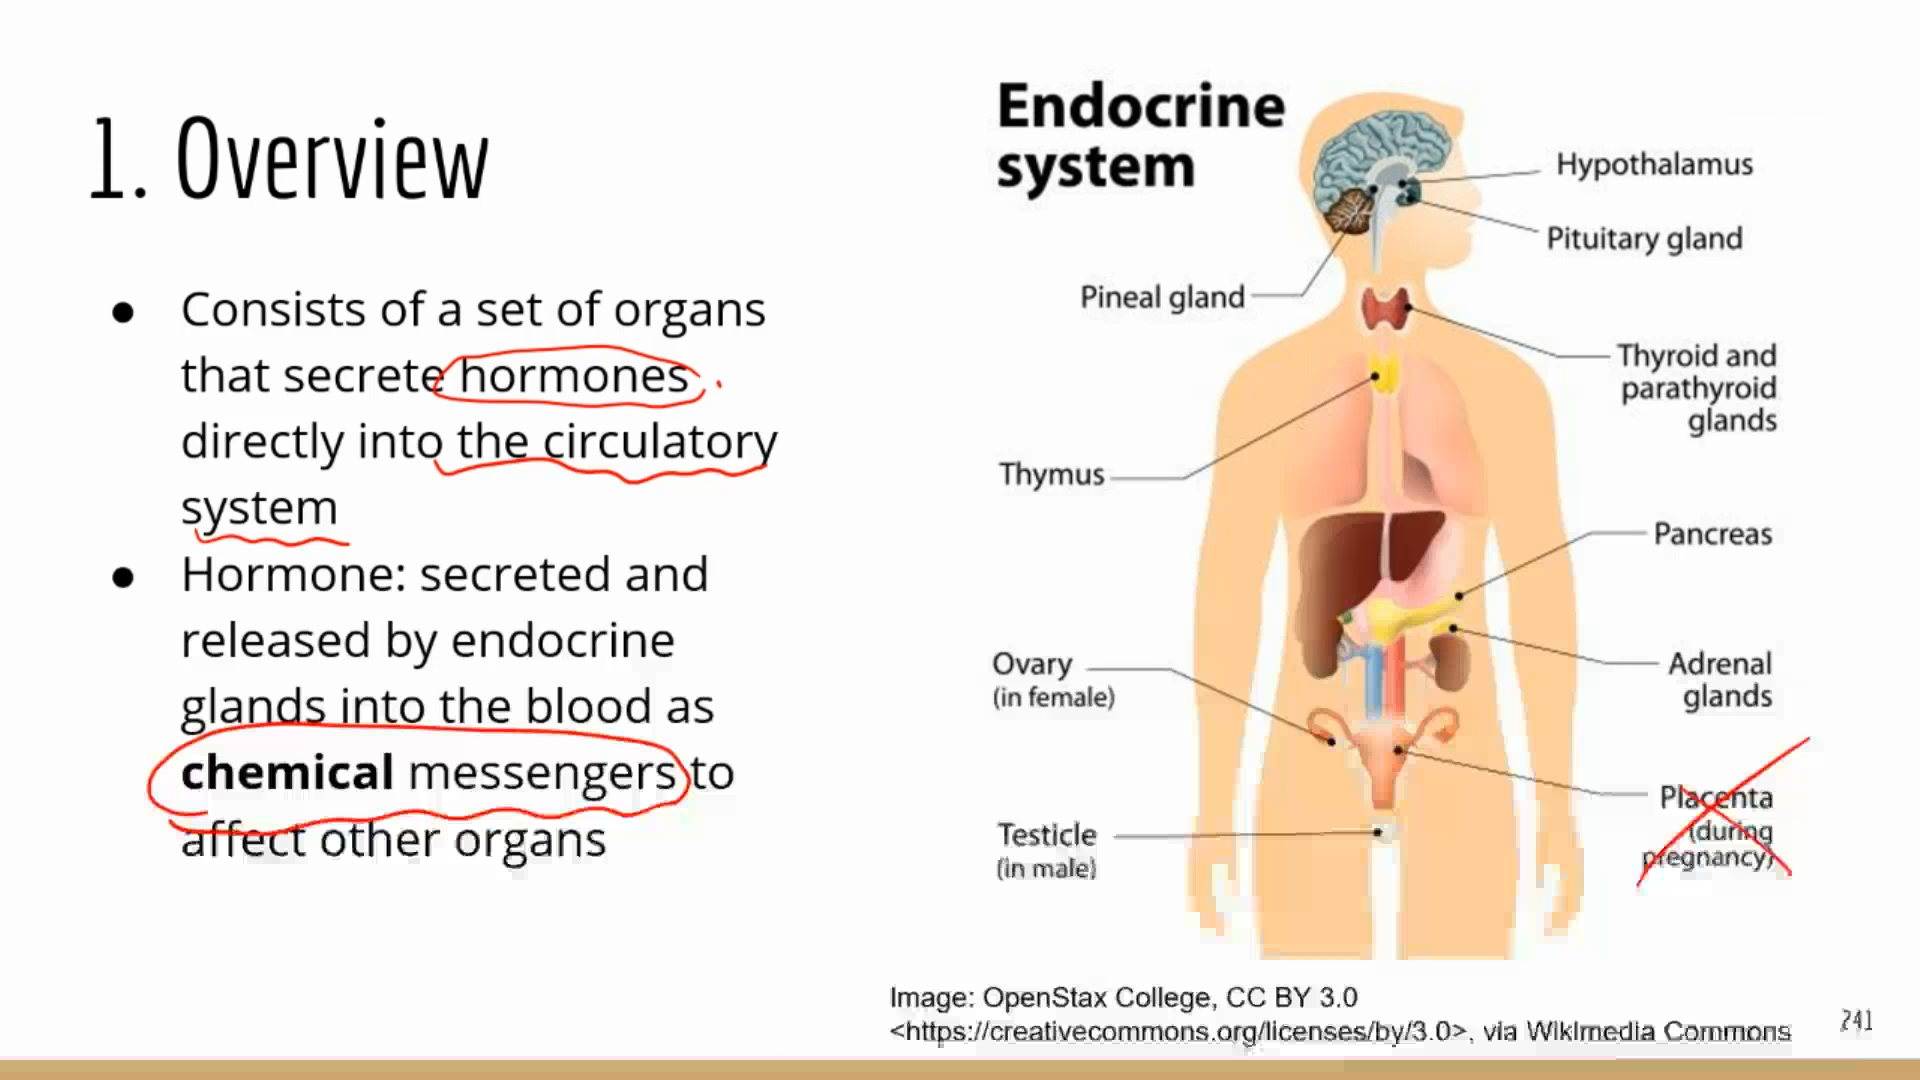 1. Overview
● Consists of a set of organs
that secrete hormones
directly into the circulatory
system
● Hormone: secreted and
released by endocrine
glands into the blood as
chemical messengers to
affect other organs
Endocrine
system
Hypothalamus
Pituitary gland
Pineal gland
Thyroid and
parathyroid
glands
Thymus
Pancreas
Ovary
(in female)
Adrenal
glands
Placenta
(during
pregnancy)
Testicle
(in male)
Image: OpenStax College, CC BY 3.0
<https://creativecommons.org/licenses/by/3.0>, via Wikimedia Commons
241